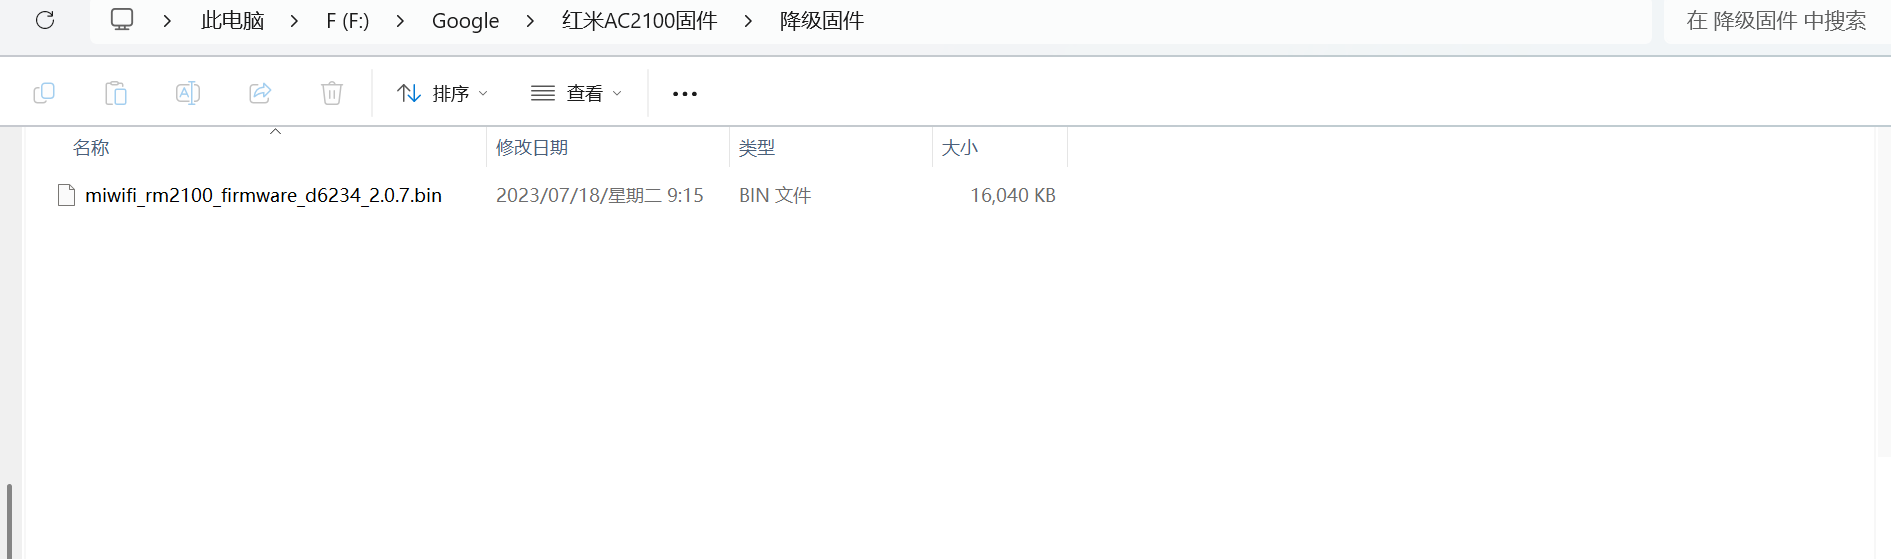 此电脑 > F (F:) > Google > 红米AC2100固件 > 降级固件 在 降级固件 中搜索
排序 查看
名称 修改日期 类型 大小
miwifi_rm2100_firmware_d6234_2.0.7.bin 2023/07/18/星期二 9:15 BIN 文件 16,040 KB